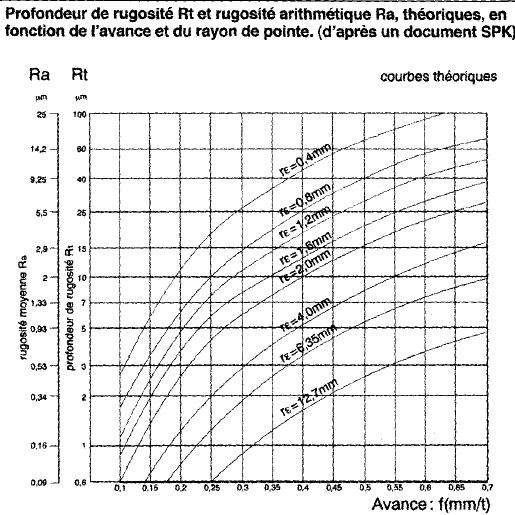 Profondeur de rugosité Rt et rugosité arithmétique Ra, théoriques, en
fonction de l'avance et du rayon de pointe. (d'après un document SPK)
Ra Rt
courbes théoriques
µm µm
25 100
14,2 60
9,25 40
5,5 26
2,9 15
2 10
1,33 7
0,93 5
0,53 3
0,34 2
0,16 1
0,09 0,6
rugosité moyenne Ra
profondeur de rugosité Rt
rε=0,4mm
rε=0,8mm
rε=1,2mm
rε=1,6mm
rε=2,0mm
rε=4,0mm
rε=6,35mm
rε=12,7mm
0,1 0,15 0,2 0,25 0,3 0,35 0,4 0,45 0,5 0,55 0,6 0,65 0,7
Avance : f(mm/t)